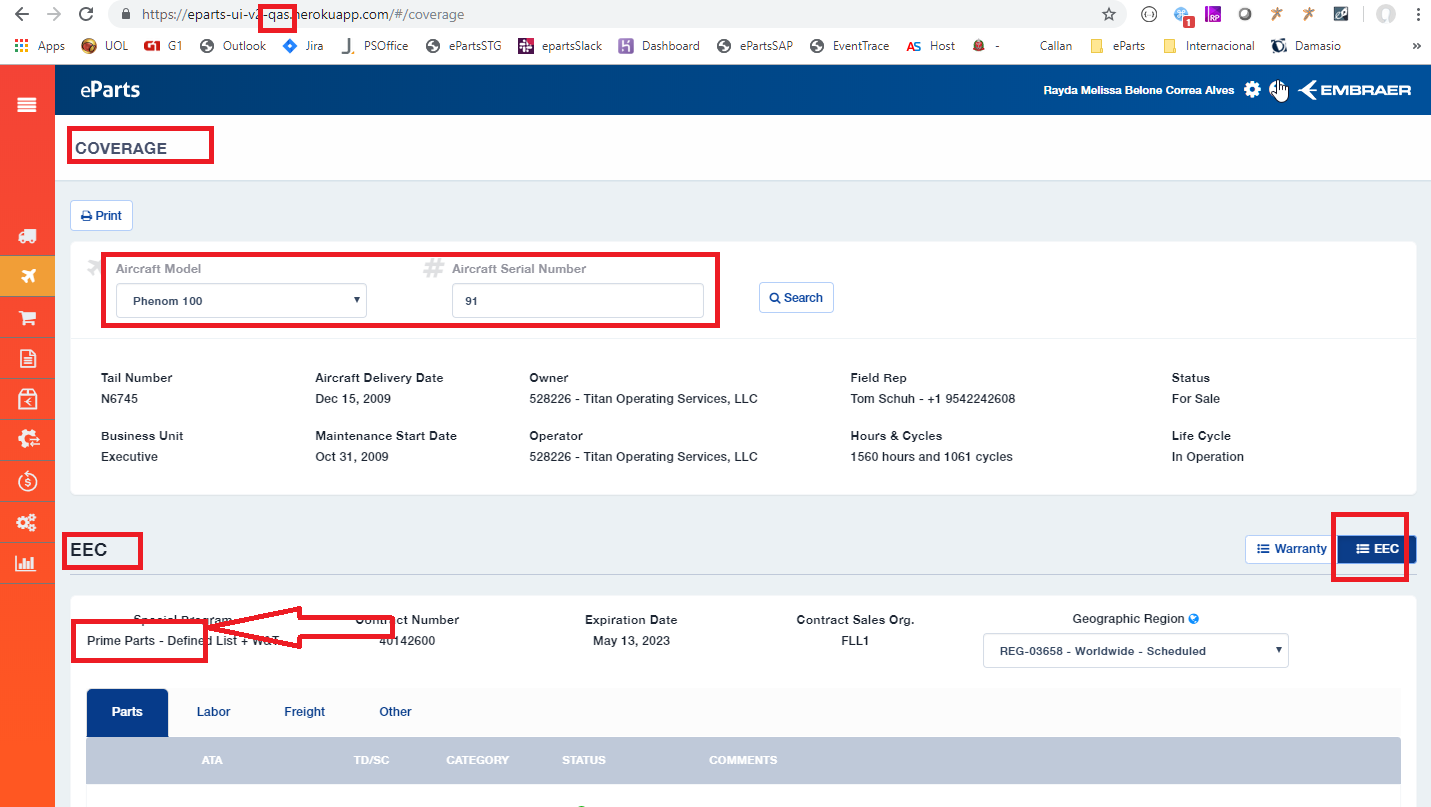 https://eparts-ui-v2-qas.herokuapp.com/#/coverage
1 RP
Apps UOL G1 G1 Outlook Jira PSOffice ePartsSTG epartsSlack Dashboard ePartsSAP EventTrace AS Host - Callan eParts Internacional Damasio »
eParts Rayda Melissa Belone Correa Alves EMBRAER
COVERAGE
Print
Aircraft Model # Aircraft Serial Number
Phenom 100 91 Search
Tail Number Aircraft Delivery Date Owner Field Rep Status
N6745 Dec 15, 2009 528226 - Titan Operating Services, LLC Tom Schuh - +1 9542242608 For Sale
Business Unit Maintenance Start Date Operator Hours & Cycles Life Cycle
Executive Oct 31, 2009 528226 - Titan Operating Services, LLC 1560 hours and 1061 cycles In Operation
EEC Warranty EEC
Special Program Contract Number Expiration Date Contract Sales Org. Geographic Region
Prime Parts - Defined List + W&T 40142600 May 13, 2023 FLL1 REG-03658 - Worldwide - Scheduled
Parts Labor Freight Other
ATA TD/SC CATEGORY STATUS COMMENTS